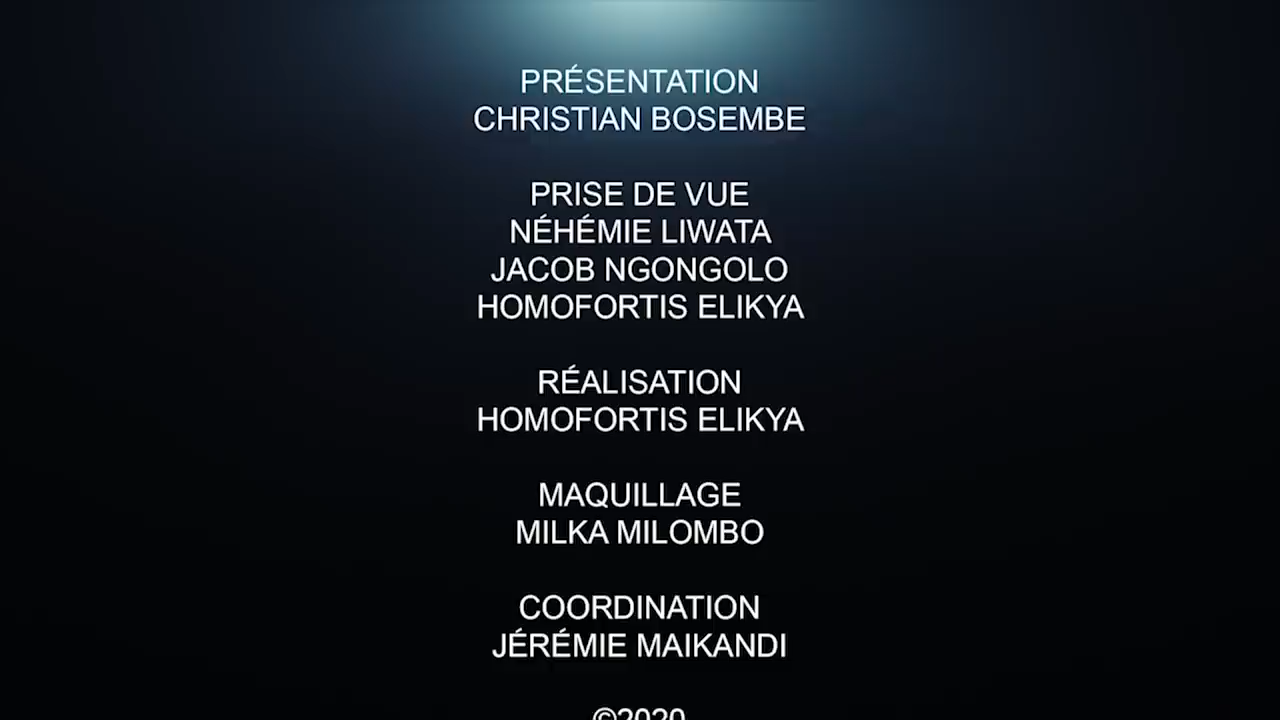 PRÉSENTATION
CHRISTIAN BOSEMBE
PRISE DE VUE
NÉHÉMIE LIWATA
JACOB NGONGOLO
HOMOFORTIS ELIKYA
RÉALISATION
HOMOFORTIS ELIKYA
MAQUILLAGE
MILKA MILOMBO
COORDINATION
JÉRÉMIE MAIKANDI
©2020